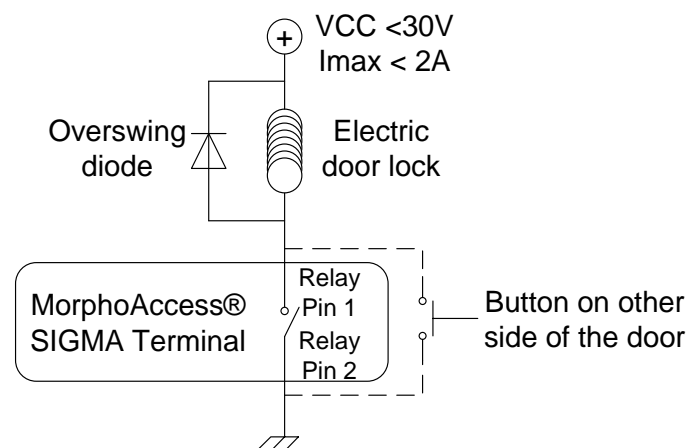 +
VCC <30V
Imax < 2A
Overswing
diode
Electric
door lock
MorphoAccess®
SIGMA Terminal
Relay
Pin 1
Relay
Pin 2
Button on other
side of the door